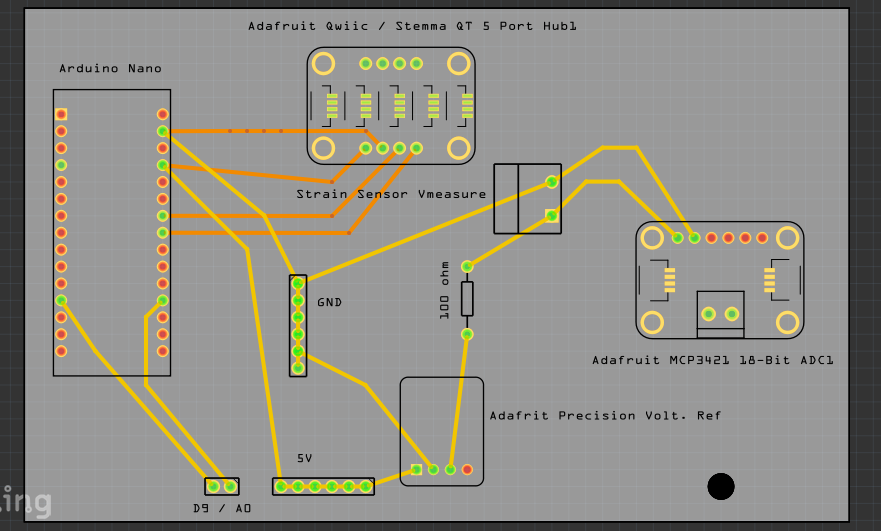 Adafruit Qwiic / Stemma QT 5 Port Hub1
Arduino Nano
Strain Sensor Vmeasure
GND
100 ohm
Adafruit MCP3421 18-Bit ADC1
Adafrit Precision Volt. Ref
5V
D9 / A0
ing